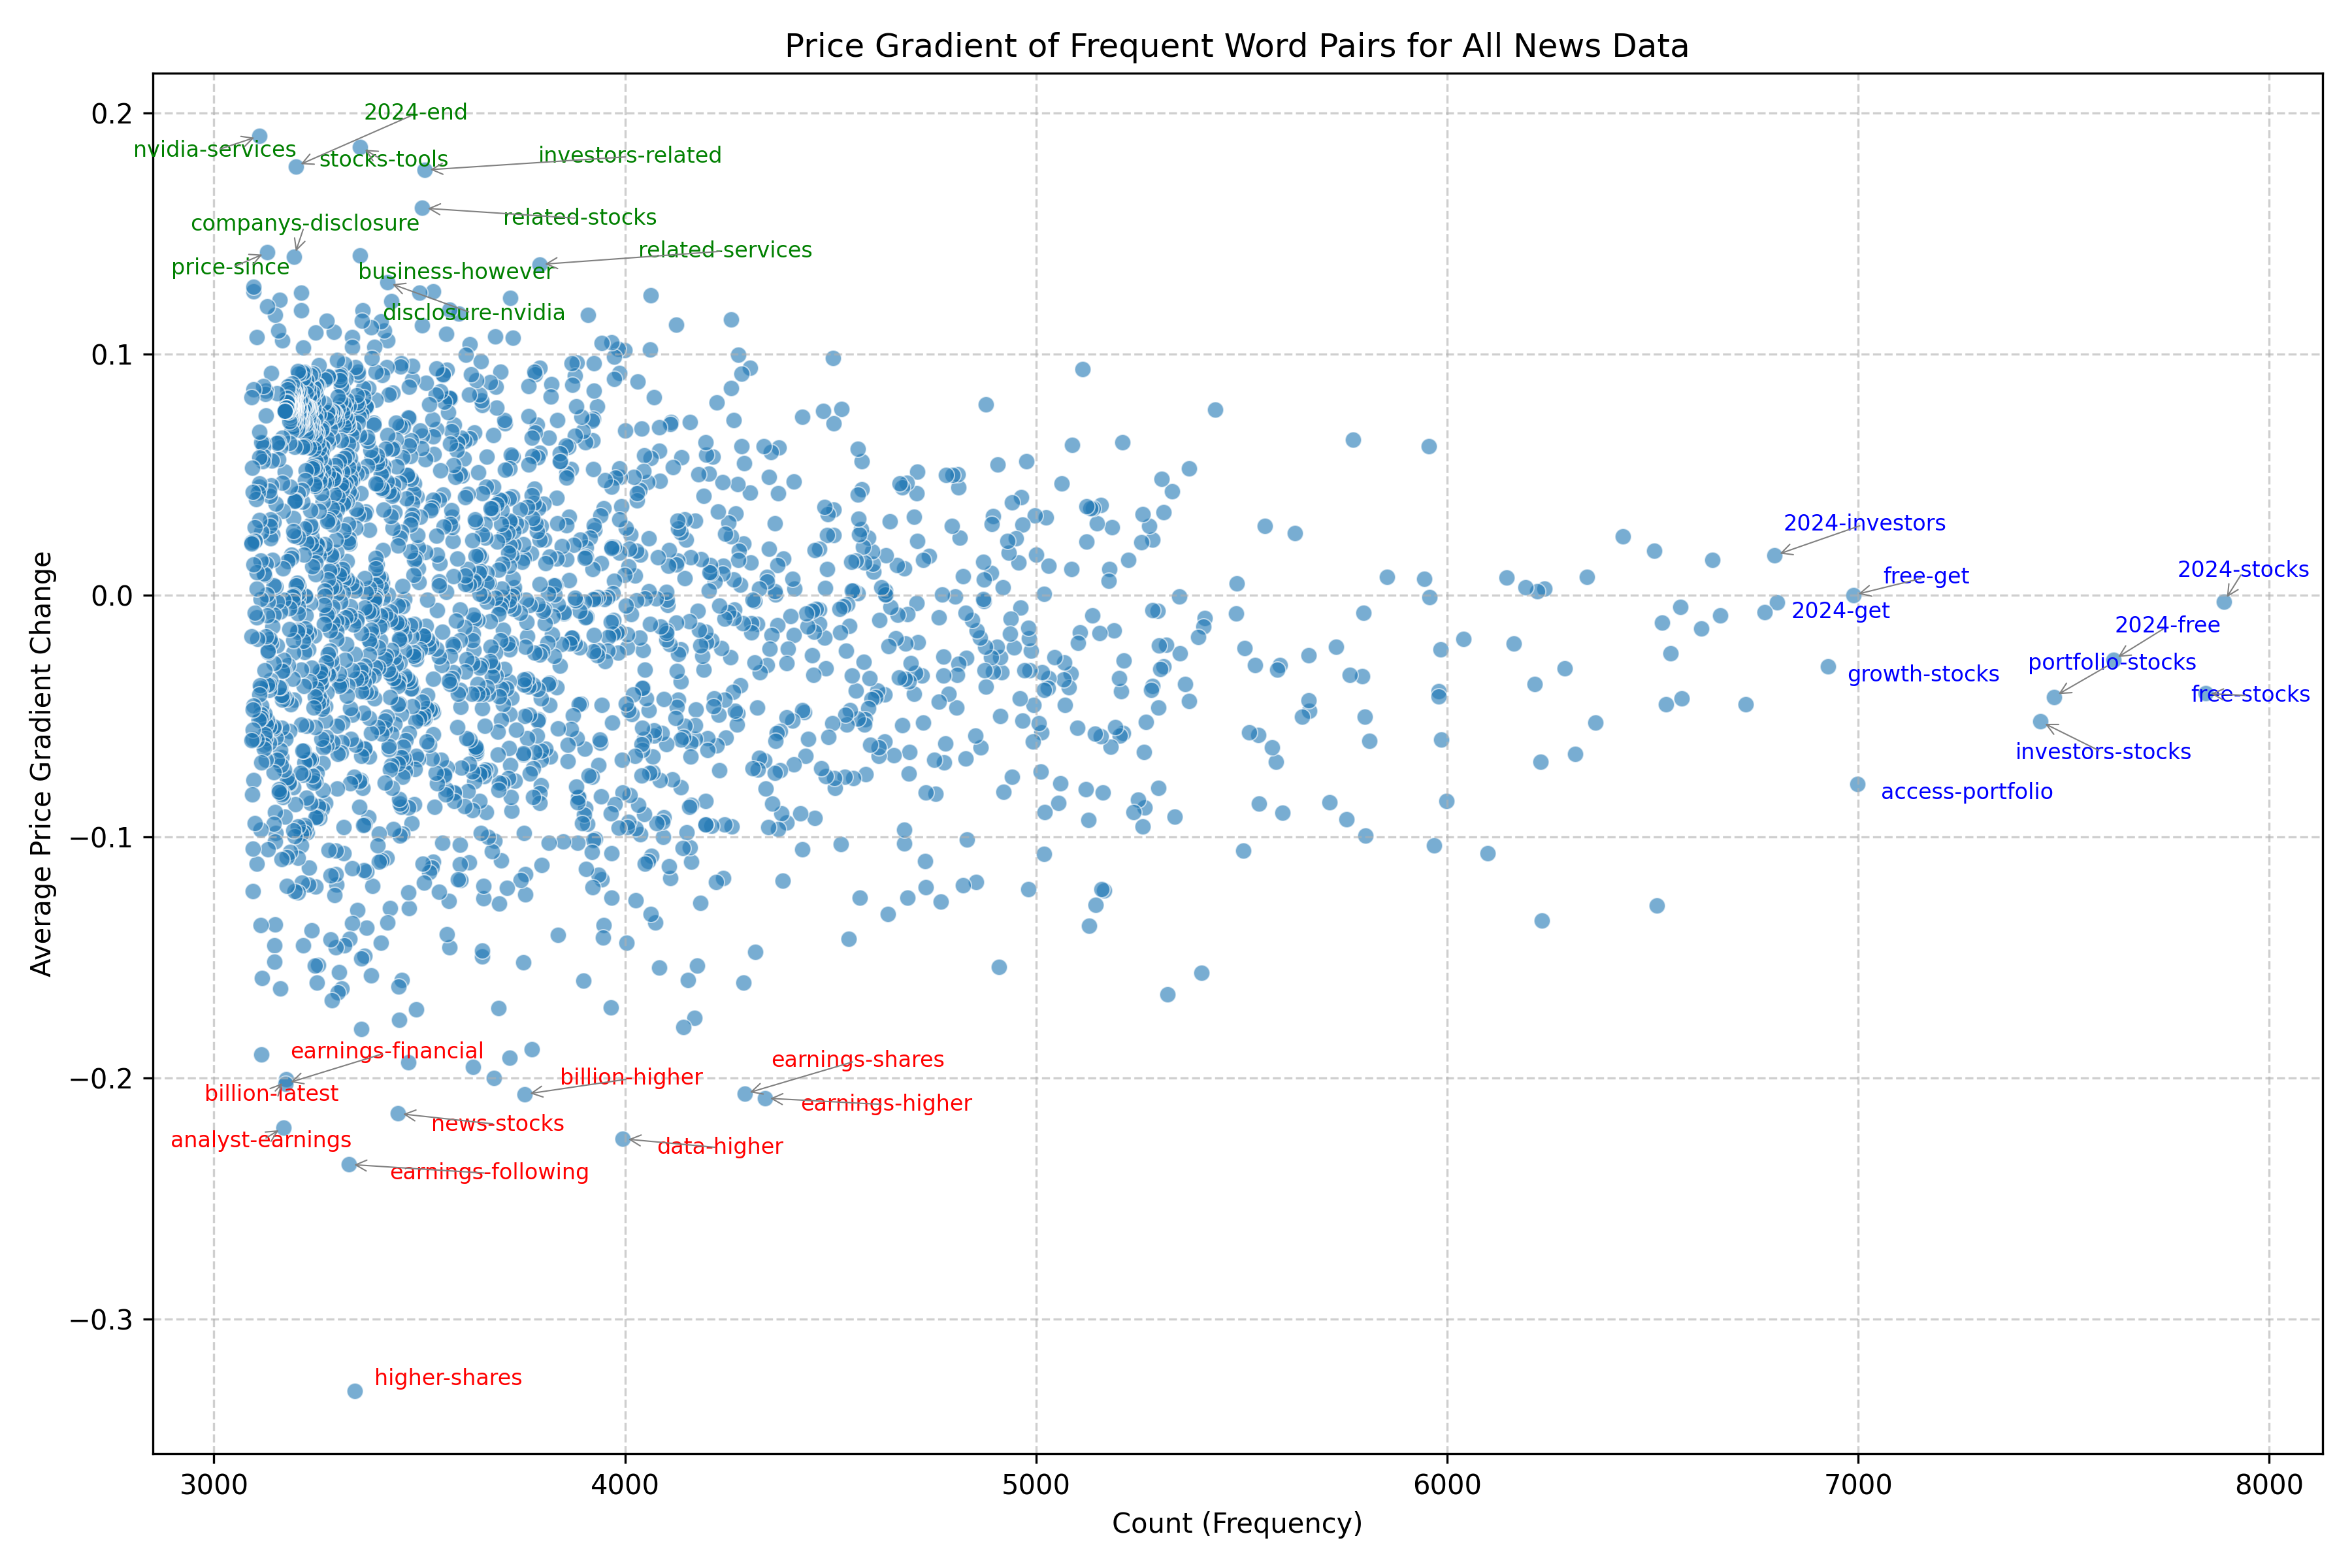 Price Gradient of Frequent Word Pairs for All News Data
0.2
0.1
0.0
−0.1
−0.2
−0.3
Average Price Gradient Change
2024-end
nvidia-services
stocks-tools
investors-related
related-stocks
companys-disclosure
related-services
price-since
business-however
disclosure-nvidia
2024-investors
2024-stocks
free-get
2024-get
2024-free
portfolio-stocks
growth-stocks
free-stocks
investors-stocks
access-portfolio
earnings-financial
earnings-shares
billion-higher
billion-latest
earnings-higher
news-stocks
analyst-earnings
data-higher
earnings-following
higher-shares
3000
4000
5000
6000
7000
8000
Count (Frequency)